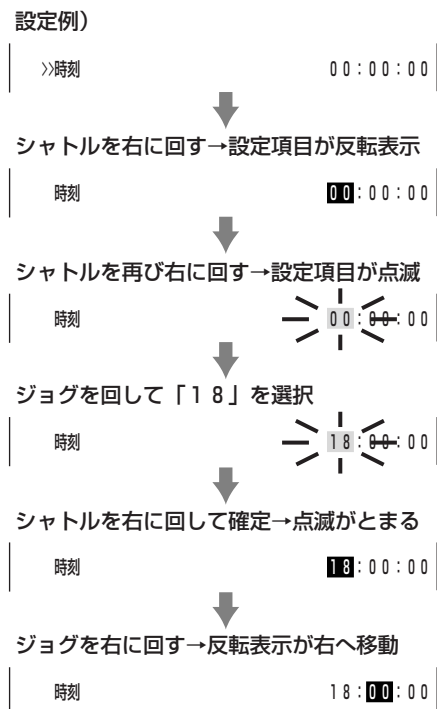 設定例）
>>時刻 00:00:00
シャトルを右に回す→設定項目が反転表示
時刻 00:00:00
シャトルを再び右に回す→設定項目が点滅
時刻 00:00:00
ジョグを回して「１８」を選択
時刻 18:00:00
シャトルを右に回して確定→点滅がとまる
時刻 18:00:00
ジョグを右に回す→反転表示が右へ移動
時刻 18:00:00